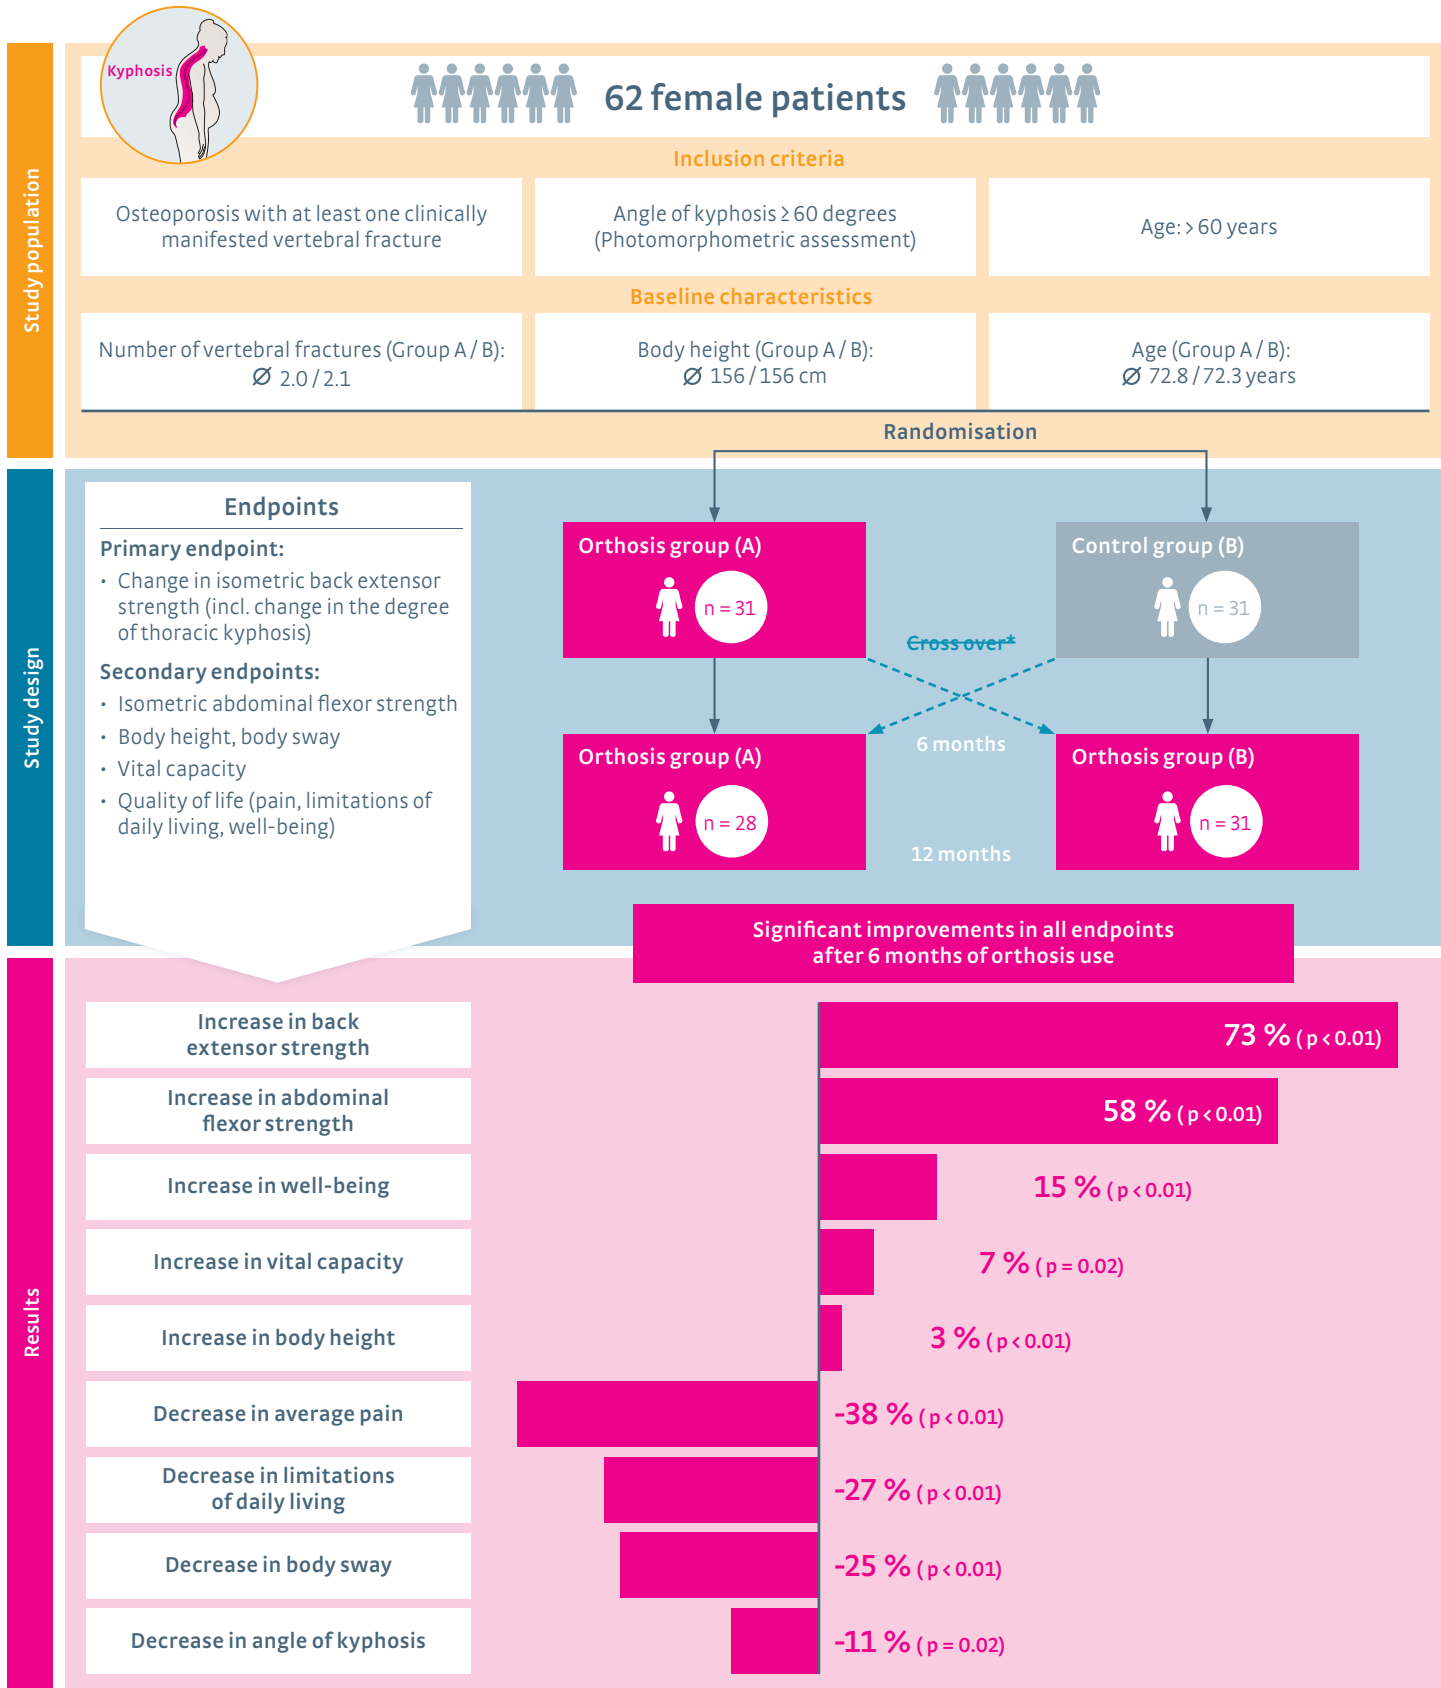 Kyphosis
62 female patients
Study population
Inclusion criteria
Osteoporosis with at least one clinically
manifested vertebral fracture
Angle of kyphosis ≥ 60 degrees
(Photomorphometric assessment)
Age: > 60 years
Baseline characteristics
Number of vertebral fractures (Group A / B):
Ø 2.0 / 2.1
Body height (Group A / B):
Ø 156 / 156 cm
Age (Group A / B):
Ø 72.8 / 72.3 years
Randomisation
Study design
Endpoints
Primary endpoint:
• Change in isometric back extensor
strength (incl. change in the degree
of thoracic kyphosis)
Secondary endpoints:
• Isometric abdominal flexor strength
• Body height, body sway
• Vital capacity
• Quality of life (pain, limitations of
daily living, well-being)
Orthosis group (A)
n = 31
Control group (B)
n = 31
Cross over*
6 months
Orthosis group (A)
n = 28
Orthosis group (B)
n = 31
12 months
Significant improvements in all endpoints
after 6 months of orthosis use
Results
Increase in back
extensor strength
73 % ( p < 0.01)
Increase in abdominal
flexor strength
58 % ( p < 0.01)
Increase in well-being
15 % ( p < 0.01)
Increase in vital capacity
7 % ( p = 0.02)
Increase in body height
3 % ( p < 0.01)
Decrease in average pain
-38 % ( p < 0.01)
Decrease in limitations
of daily living
-27 % ( p < 0.01)
Decrease in body sway
-25 % ( p < 0.01)
Decrease in angle of kyphosis
-11 % ( p = 0.02)